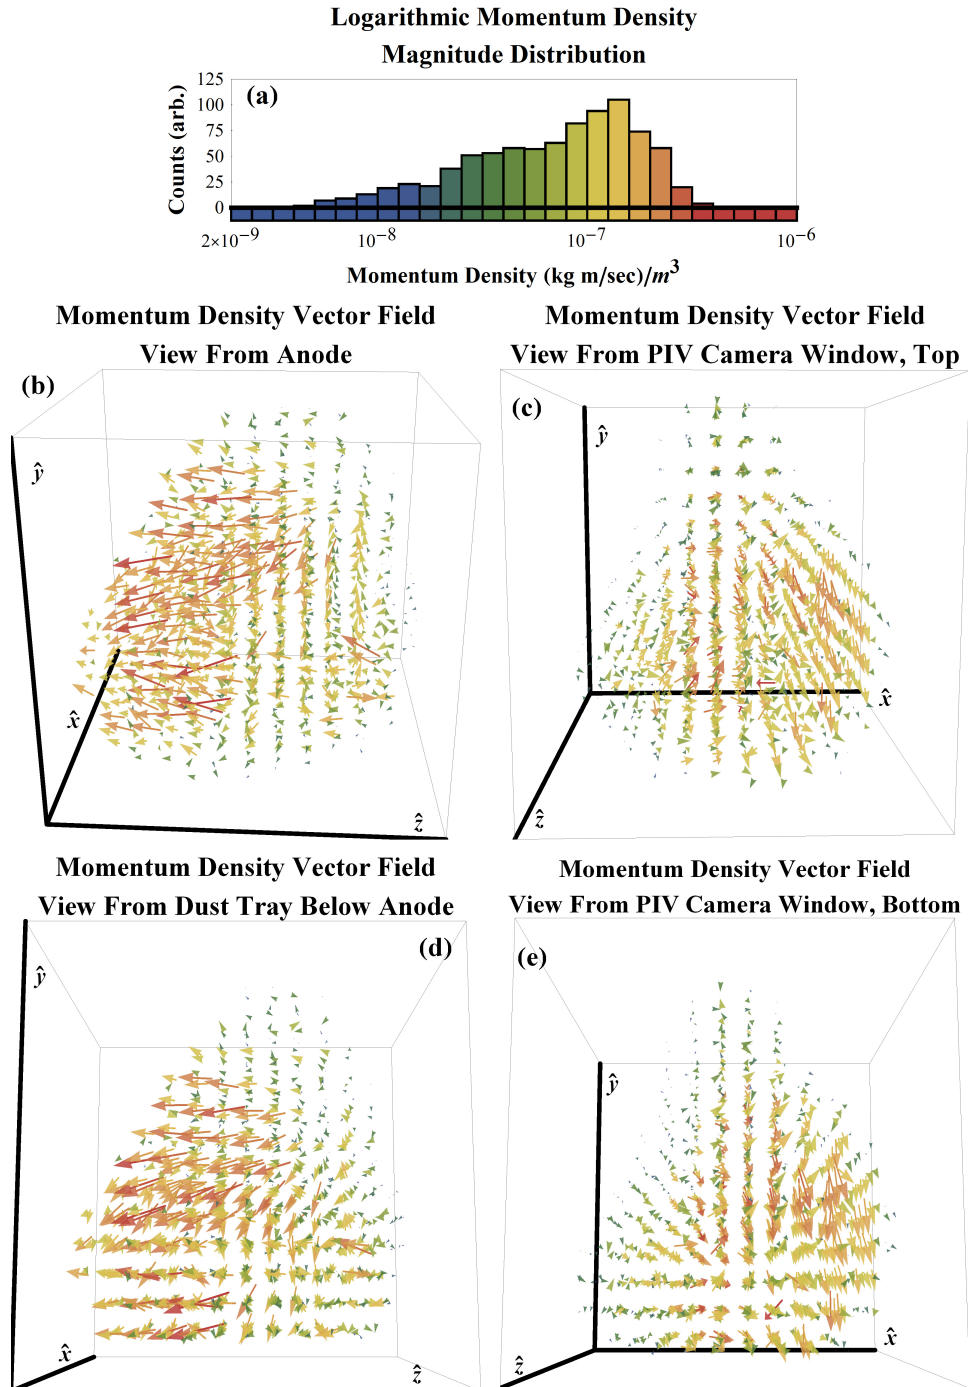 Logarithmic Momentum Density
Magnitude Distribution
(a)
Counts (arb.)
125
100
75
50
25
0
2×10⁻⁹
10⁻⁸
10⁻⁷
10⁻⁶
Momentum Density (kg m/sec)/m³
Momentum Density Vector Field
View From Anode
(b)
ŷ
x̂
ẑ
Momentum Density Vector Field
View From PIV Camera Window, Top
(c)
ŷ
x̂
ẑ
Momentum Density Vector Field
View From Dust Tray Below Anode
(d)
ŷ
x̂
ẑ
Momentum Density Vector Field
View From PIV Camera Window, Bottom
(e)
ŷ
x̂
ẑ